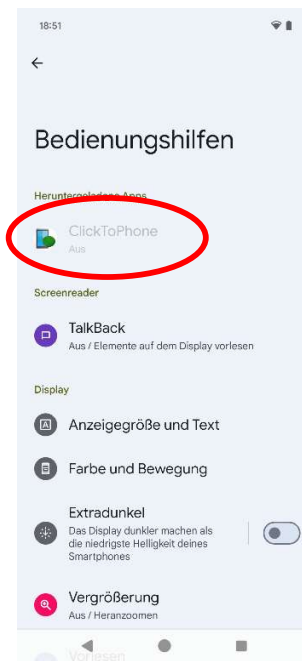 18:51
Bedienungshilfen
Heruntergeladene Apps
ClickToPhone
Aus
Screenreader
TalkBack
Aus / Elemente auf dem Display vorlesen
Display
Anzeigegröße und Text
Farbe und Bewegung
Extradunkel
Das Display dunkler machen als
die niedrigste Helligkeit deines
Smartphones
Vergrößerung
Aus / Heranzoomen
Vorlesen